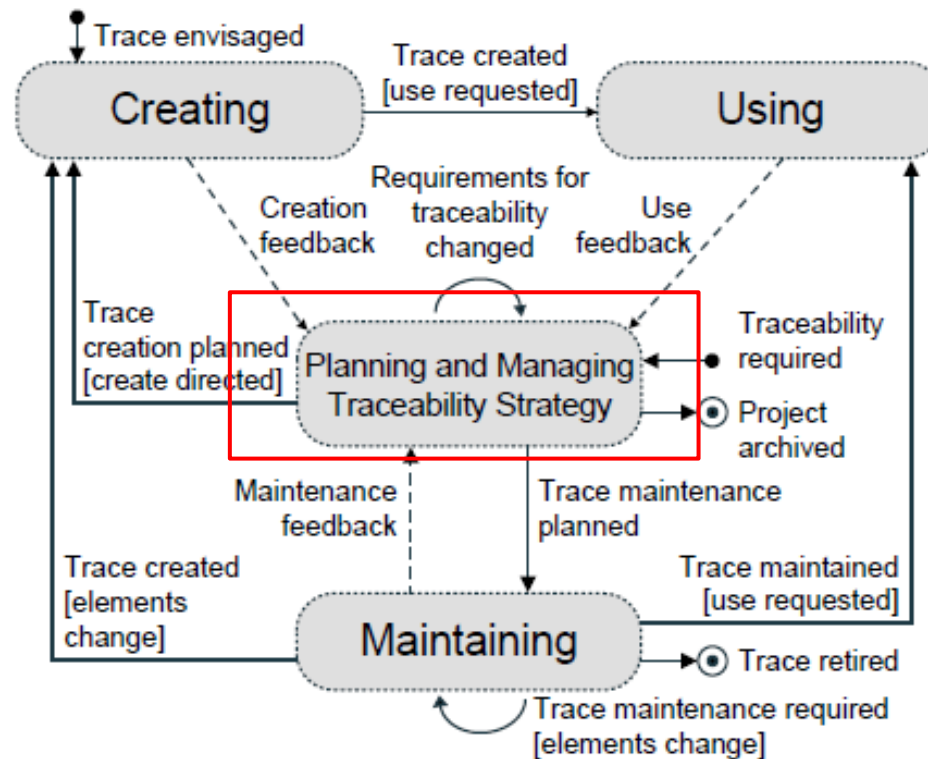 Trace envisaged
Creating
Trace created
[use requested]
Using
Creation
feedback
Requirements for
traceability
changed
Use
feedback
Trace
creation planned
[create directed]
Planning and Managing
Traceability Strategy
Traceability
required
Project
archived
Maintenance
feedback
Trace maintenance
planned
Trace created
[elements
change]
Trace maintained
[use requested]
Maintaining
Trace retired
Trace maintenance required
[elements change]